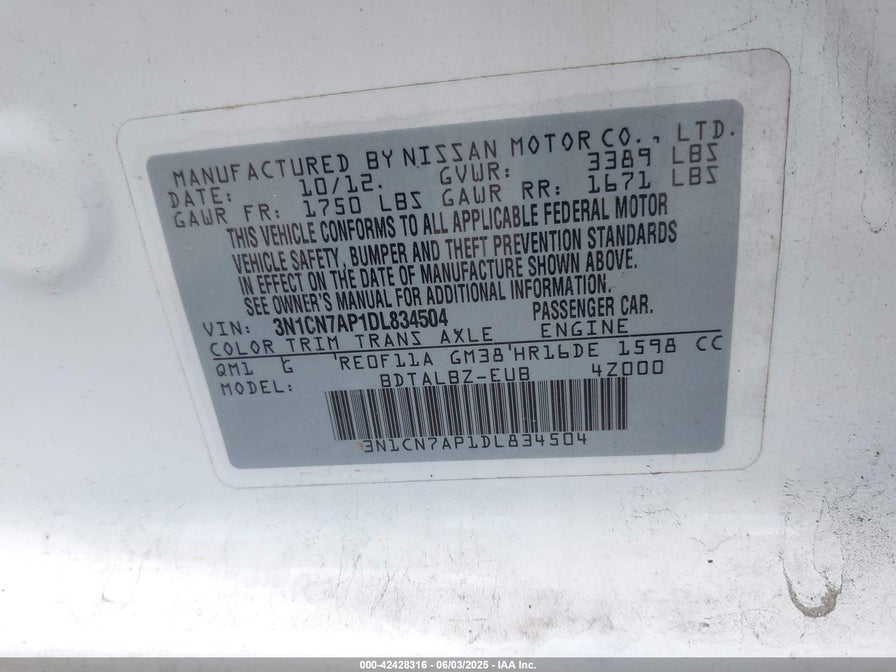 MANUFACTURED BY NISSAN MOTOR CO., LTD.
DATE: 10/12. GVWR: 3389 LBS
GAWR FR: 1750 LBS GAWR RR: 1671 LBS
THIS VEHICLE CONFORMS TO ALL APPLICABLE FEDERAL MOTOR
VEHICLE SAFETY, BUMPER AND THEFT PREVENTION STANDARDS
IN EFFECT ON THE DATE OF MANUFACTURE SHOWN ABOVE.
SEE OWNER'S MANUAL FOR ADDITIONAL INFORMATION.
VIN: 3N1CN7AP1DL834504 PASSENGER CAR.
COLOR TRIM TRANS AXLE ENGINE
QM1 G RE0F11A GM38 HR16DE 1598 CC
MODEL: BDTALBZ-EUB 4Z000
3N1CN7AP1DL834504
000-42428316 - 06/03/2025 - IAA Inc.